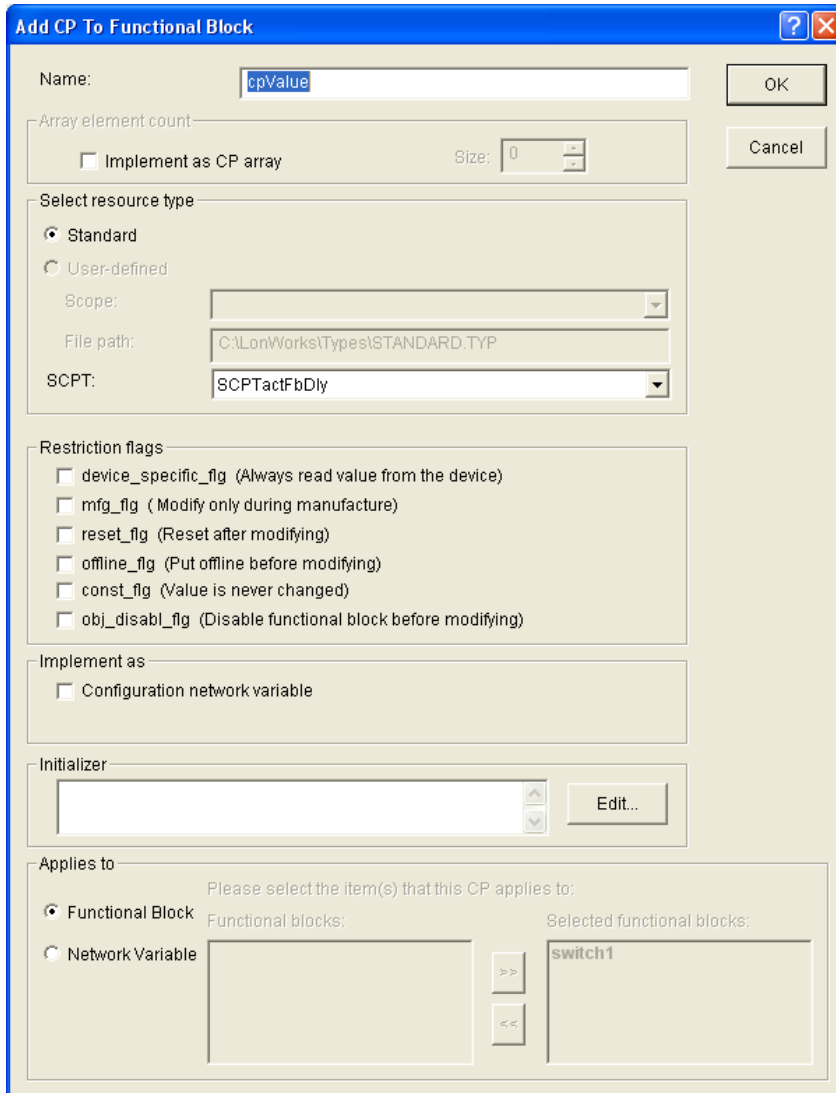 Add CP To Functional Block
Name: cpValue OK
Array element count
Implement as CP array Size: 0 Cancel
Select resource type
Standard
User-defined
Scope:
File path: C:\LonWorks\Types\STANDARD.TYP
SCPT: SCPTactFbDly
Restriction flags
device_specific_flg (Always read value from the device)
mfg_flg ( Modify only during manufacture)
reset_flg (Reset after modifying)
offline_flg (Put offline before modifying)
const_flg (Value is never changed)
obj_disabl_flg (Disable functional block before modifying)
Implement as
Configuration network variable
Initializer
Edit...
Applies to
Please select the item(s) that this CP applies to:
Functional Block Functional blocks: Selected functional blocks:
Network Variable >> switch1
<<